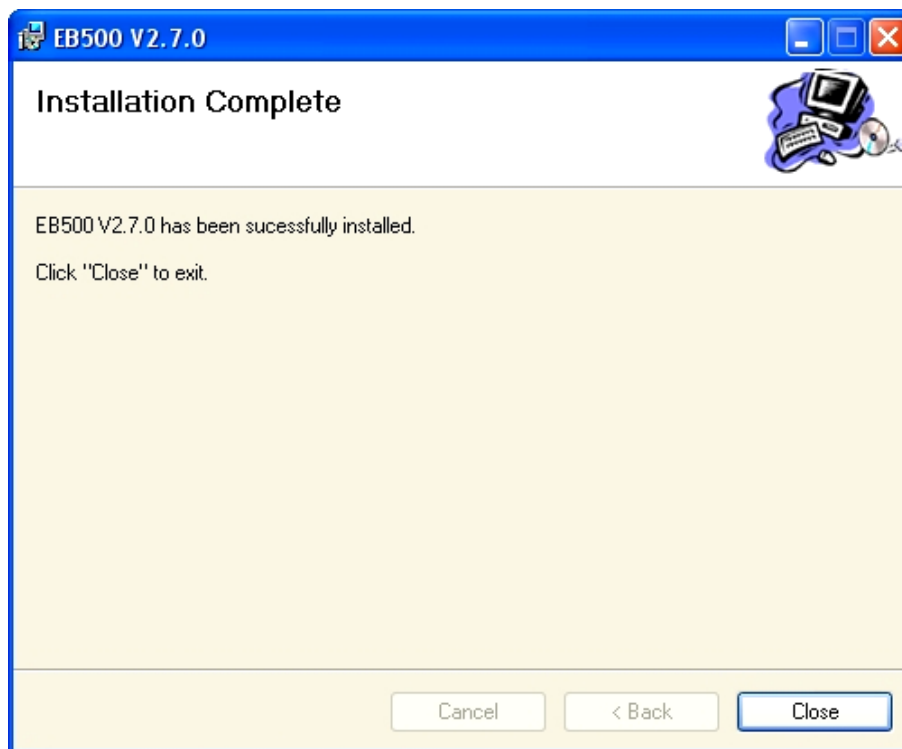 EB500 V2.7.0
Installation Complete
EB500 V2.7.0 has been sucessfully installed.
Click "Close" to exit.
Cancel
< Back
Close